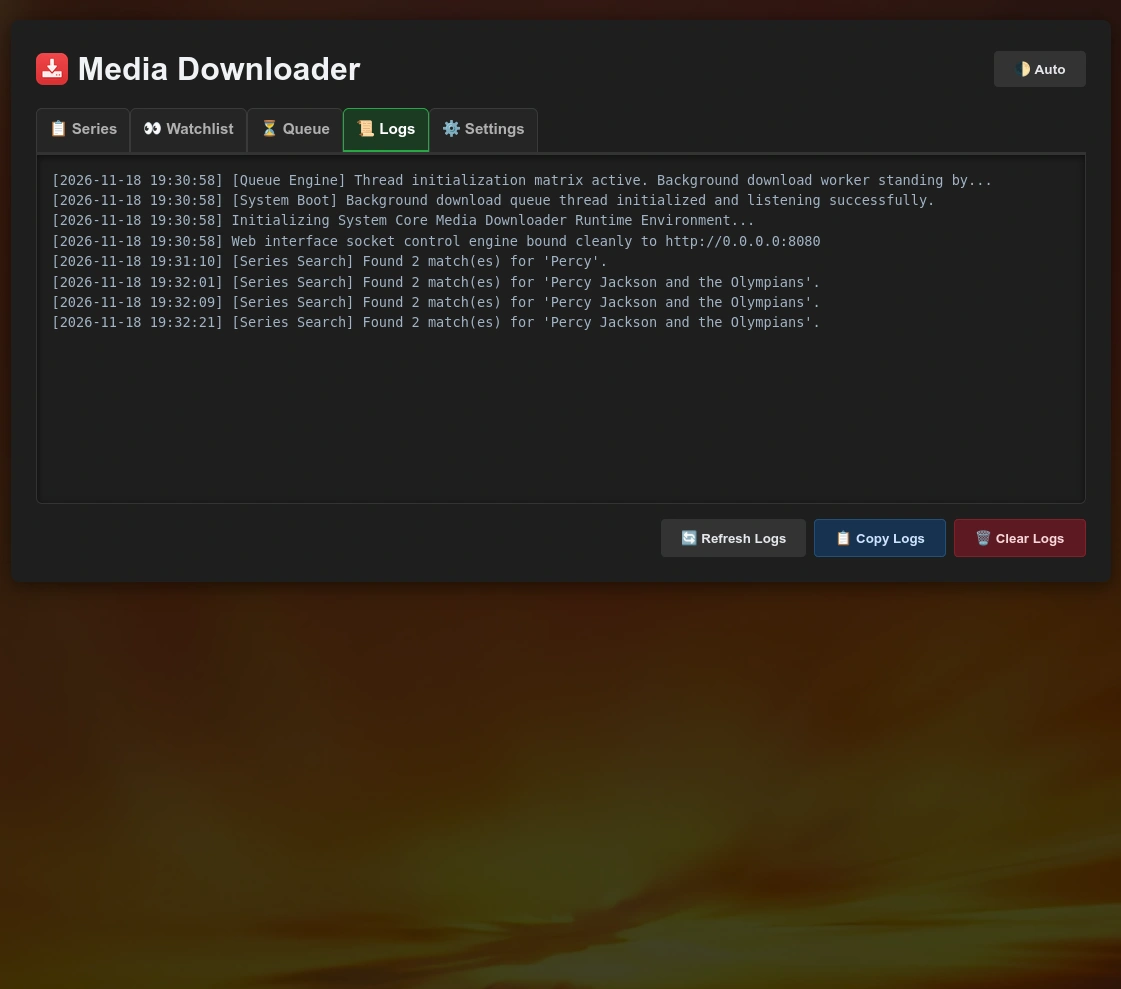 Media Downloader
Auto
Series
Watchlist
Queue
Logs
Settings
[2026-11-18 19:30:58] [Queue Engine] Thread initialization matrix active. Background download worker standing by...
[2026-11-18 19:30:58] [System Boot] Background download queue thread initialized and listening successfully.
[2026-11-18 19:30:58] Initializing System Core Media Downloader Runtime Environment...
[2026-11-18 19:30:58] Web interface socket control engine bound cleanly to http://0.0.0.0:8080
[2026-11-18 19:31:10] [Series Search] Found 2 match(es) for 'Percy'.
[2026-11-18 19:32:01] [Series Search] Found 2 match(es) for 'Percy Jackson and the Olympians'.
[2026-11-18 19:32:09] [Series Search] Found 2 match(es) for 'Percy Jackson and the Olympians'.
[2026-11-18 19:32:21] [Series Search] Found 2 match(es) for 'Percy Jackson and the Olympians'.
Refresh Logs
Copy Logs
Clear Logs